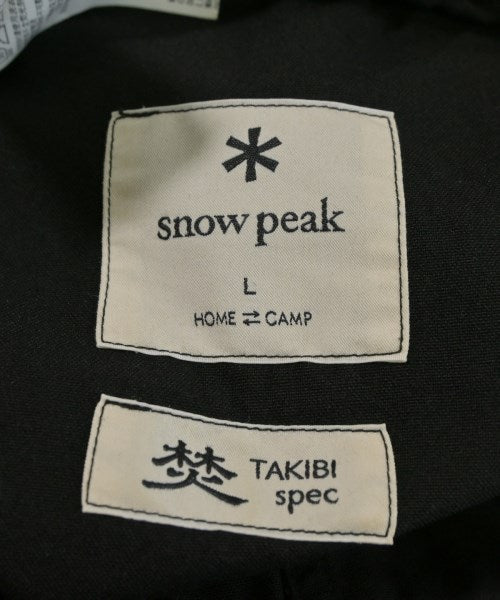 snow peak
L
HOME ⇄ CAMP
焚 TAKIBI
spec